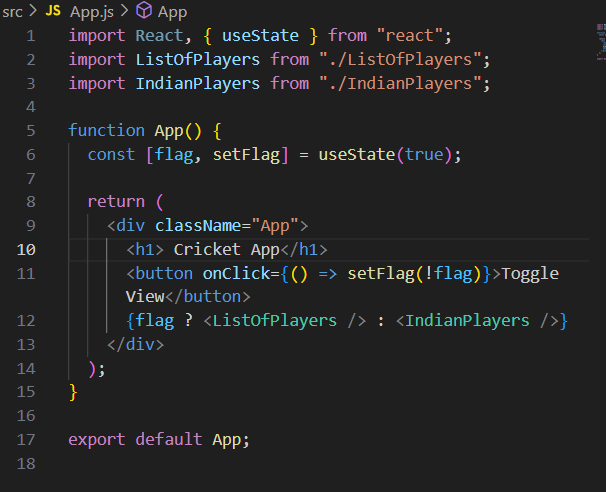 src > JS App.js > App
1 import React, { useState } from "react";
2 import ListOfPlayers from "./ListOfPlayers";
3 import IndianPlayers from "./IndianPlayers";
4
5 function App() {
6   const [flag, setFlag] = useState(true);
7
8   return (
9     <div className="App">
10       <h1> Cricket App</h1>
11       <button onClick={() => setFlag(!flag)}>Toggle
      View</button>
12       {flag ? <ListOfPlayers /> : <IndianPlayers />}
13     </div>
14   );
15 }
16
17 export default App;
18